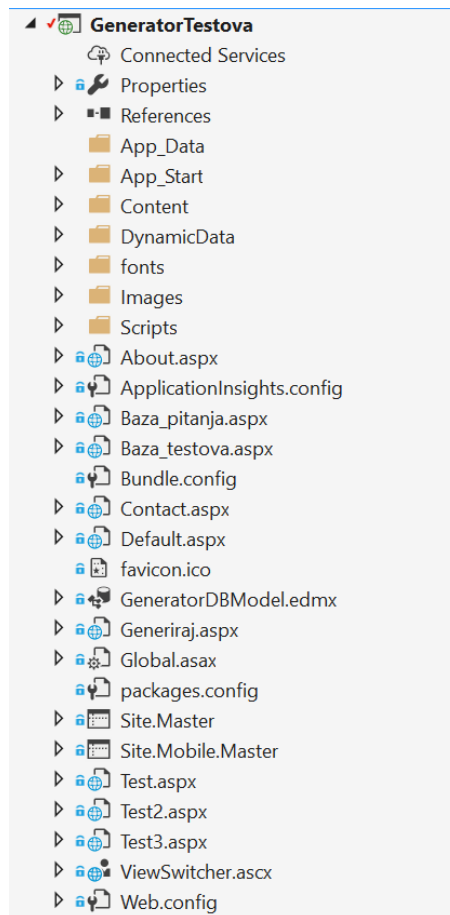 GeneratorTestova
Connected Services
Properties
References
App_Data
App_Start
Content
DynamicData
fonts
Images
Scripts
About.aspx
ApplicationInsights.config
Baza_pitanja.aspx
Baza_testova.aspx
Bundle.config
Contact.aspx
Default.aspx
favicon.ico
GeneratorDBModel.edmx
Generiraj.aspx
Global.asax
packages.config
Site.Master
Site.Mobile.Master
Test.aspx
Test2.aspx
Test3.aspx
ViewSwitcher.ascx
Web.config